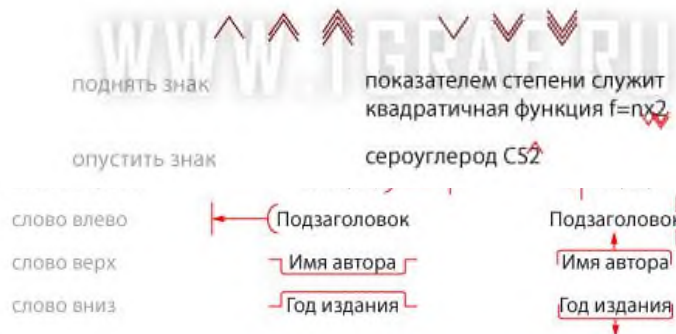 WWW.1GRAF.RU
поднять знак показателем степени служит
квадратичная функция f=nx2
опустить знак сероуглерод CS2
слово влево Подзаголовок Подзаголовок
слово верх Имя автора Имя автора
слово вниз Год издания Год издания